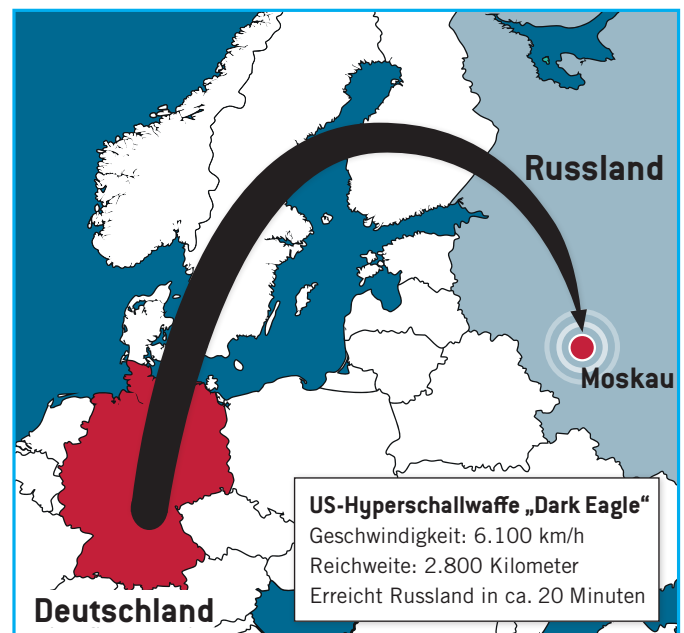 Russland
Moskau
US-Hyperschallwaffe „Dark Eagle“
Geschwindigkeit: 6.100 km/h
Reichweite: 2.800 Kilometer
Erreicht Russland in ca. 20 Minuten
Deutschland